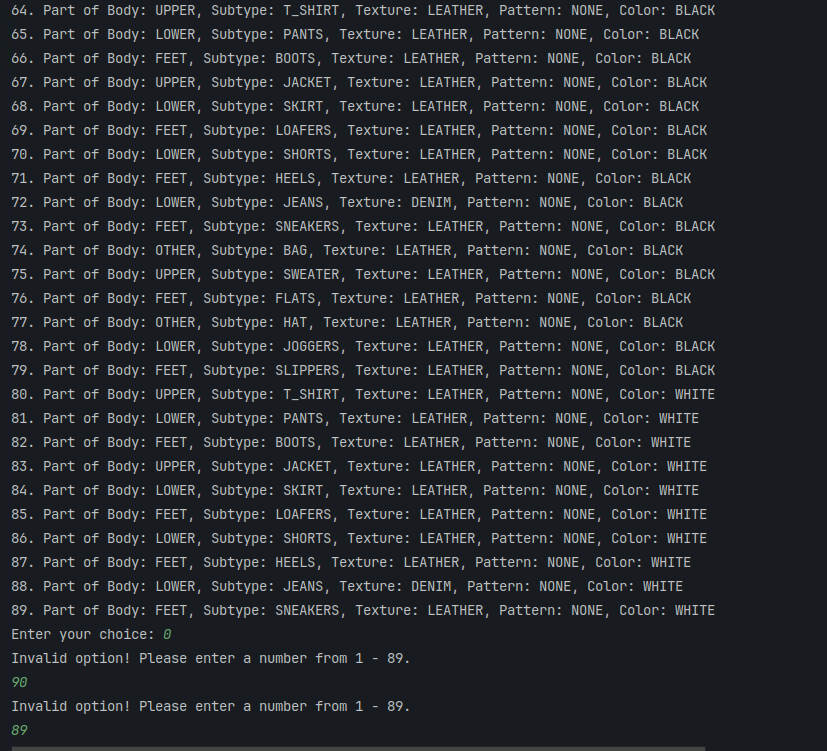 64. Part of Body: UPPER, Subtype: T_SHIRT, Texture: LEATHER, Pattern: NONE, Color: BLACK
65. Part of Body: LOWER, Subtype: PANTS, Texture: LEATHER, Pattern: NONE, Color: BLACK
66. Part of Body: FEET, Subtype: BOOTS, Texture: LEATHER, Pattern: NONE, Color: BLACK
67. Part of Body: UPPER, Subtype: JACKET, Texture: LEATHER, Pattern: NONE, Color: BLACK
68. Part of Body: LOWER, Subtype: SKIRT, Texture: LEATHER, Pattern: NONE, Color: BLACK
69. Part of Body: FEET, Subtype: LOAFERS, Texture: LEATHER, Pattern: NONE, Color: BLACK
70. Part of Body: LOWER, Subtype: SHORTS, Texture: LEATHER, Pattern: NONE, Color: BLACK
71. Part of Body: FEET, Subtype: HEELS, Texture: LEATHER, Pattern: NONE, Color: BLACK
72. Part of Body: LOWER, Subtype: JEANS, Texture: DENIM, Pattern: NONE, Color: BLACK
73. Part of Body: FEET, Subtype: SNEAKERS, Texture: LEATHER, Pattern: NONE, Color: BLACK
74. Part of Body: OTHER, Subtype: BAG, Texture: LEATHER, Pattern: NONE, Color: BLACK
75. Part of Body: UPPER, Subtype: SWEATER, Texture: LEATHER, Pattern: NONE, Color: BLACK
76. Part of Body: FEET, Subtype: FLATS, Texture: LEATHER, Pattern: NONE, Color: BLACK
77. Part of Body: OTHER, Subtype: HAT, Texture: LEATHER, Pattern: NONE, Color: BLACK
78. Part of Body: LOWER, Subtype: JOGGERS, Texture: LEATHER, Pattern: NONE, Color: BLACK
79. Part of Body: FEET, Subtype: SLIPPERS, Texture: LEATHER, Pattern: NONE, Color: BLACK
80. Part of Body: UPPER, Subtype: T_SHIRT, Texture: LEATHER, Pattern: NONE, Color: WHITE
81. Part of Body: LOWER, Subtype: PANTS, Texture: LEATHER, Pattern: NONE, Color: WHITE
82. Part of Body: FEET, Subtype: BOOTS, Texture: LEATHER, Pattern: NONE, Color: WHITE
83. Part of Body: UPPER, Subtype: JACKET, Texture: LEATHER, Pattern: NONE, Color: WHITE
84. Part of Body: LOWER, Subtype: SKIRT, Texture: LEATHER, Pattern: NONE, Color: WHITE
85. Part of Body: FEET, Subtype: LOAFERS, Texture: LEATHER, Pattern: NONE, Color: WHITE
86. Part of Body: LOWER, Subtype: SHORTS, Texture: LEATHER, Pattern: NONE, Color: WHITE
87. Part of Body: FEET, Subtype: HEELS, Texture: LEATHER, Pattern: NONE, Color: WHITE
88. Part of Body: LOWER, Subtype: JEANS, Texture: DENIM, Pattern: NONE, Color: WHITE
89. Part of Body: FEET, Subtype: SNEAKERS, Texture: LEATHER, Pattern: NONE, Color: WHITE
Enter your choice: 0
Invalid option! Please enter a number from 1 - 89.
90
Invalid option! Please enter a number from 1 - 89.
89